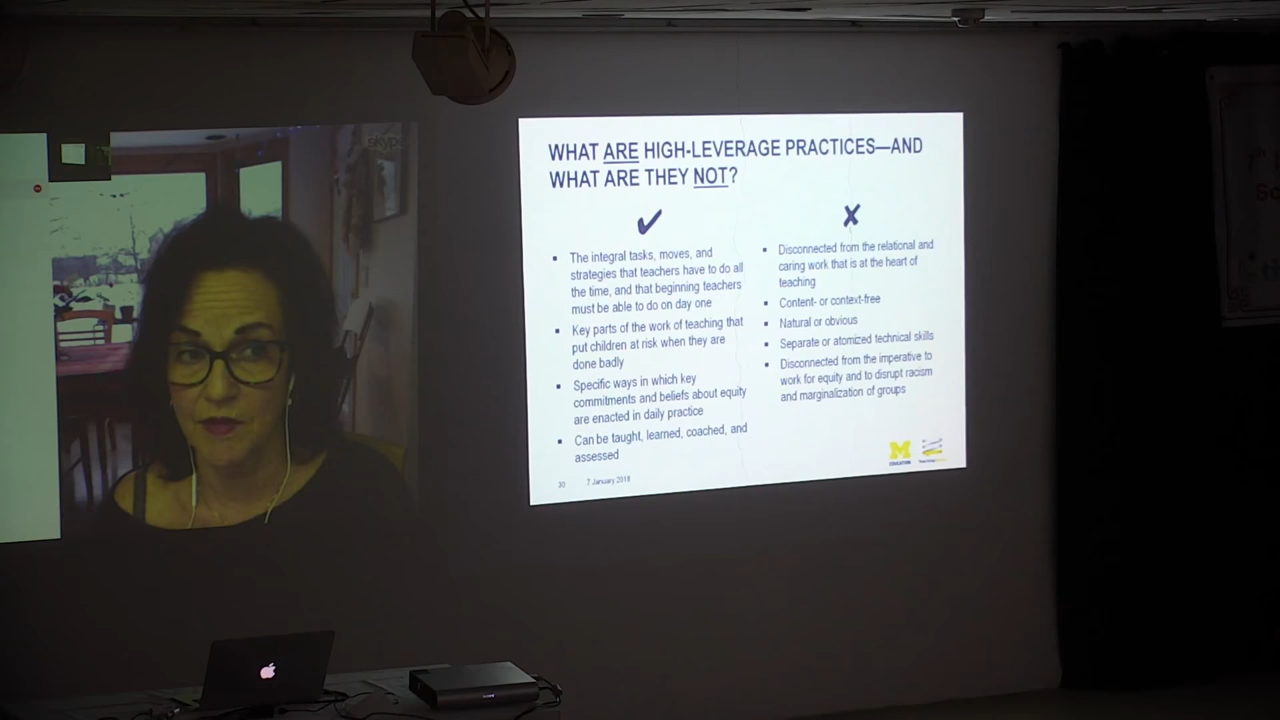 skype
WHAT ARE HIGH-LEVERAGE PRACTICES—AND
WHAT ARE THEY NOT?
▪ The integral tasks, moves, and
strategies that teachers have to do all
the time, and that beginning teachers
must be able to do on day one
▪ Key parts of the work of teaching that
put children at risk when they are
done badly
▪ Specific ways in which key
commitments and beliefs about equity
are enacted in daily practice
▪ Can be taught, learned, coached, and
assessed
▪ Disconnected from the relational and
caring work that is at the heart of
teaching
▪ Content- or context-free
▪ Natural or obvious
▪ Separate or atomized technical skills
▪ Disconnected from the imperative to
work for equity and to disrupt racism
and marginalization of groups
M
EDUCATION
30 7 January 2018